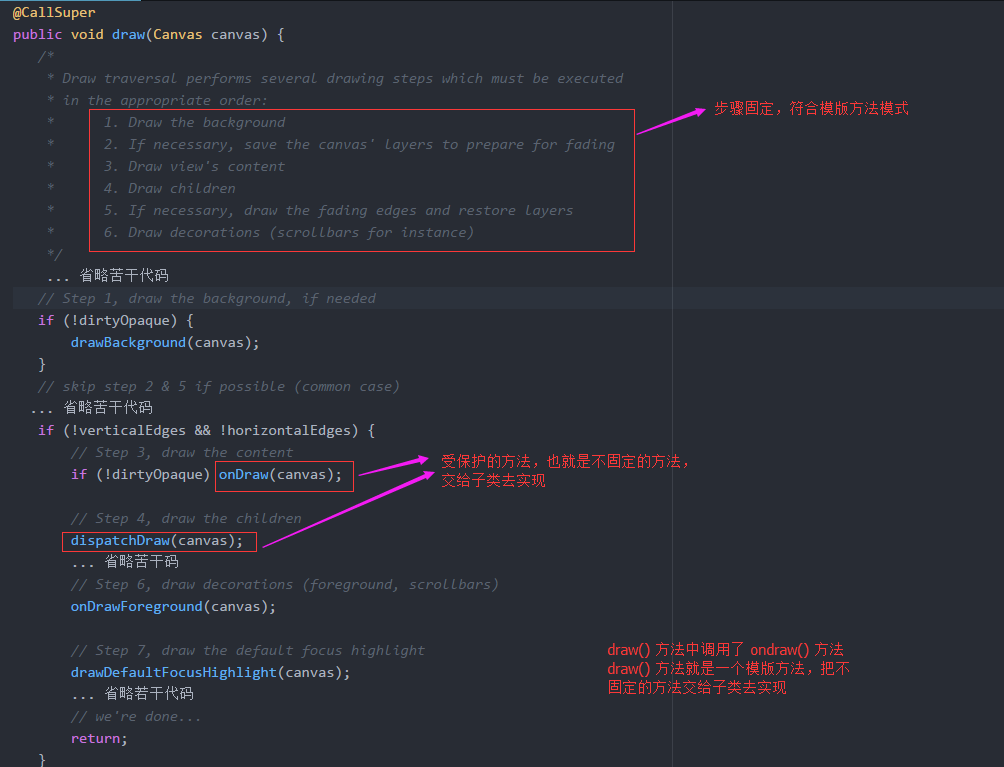 @CallSuper
public void draw(Canvas canvas) {
/*
* Draw traversal performs several drawing steps which must be executed
* in the appropriate order:
* 1. Draw the background
* 2. If necessary, save the canvas' layers to prepare for fading
* 3. Draw view's content
* 4. Draw children
* 5. If necessary, draw the fading edges and restore layers
* 6. Draw decorations (scrollbars for instance)
*/
步骤固定，符合模版方法模式
... 省略苦干代码
// Step 1, draw the background, if needed
if (!dirtyOpaque) {
drawBackground(canvas);
}
// skip step 2 & 5 if possible (common case)
... 省略苦干代码
if (!verticalEdges && !horizontalEdges) {
// Step 3, draw the content
if (!dirtyOpaque) onDraw(canvas);
受保护的方法，也就是不固定的方法，
交给子类去实现
// Step 4, draw the children
dispatchDraw(canvas);
... 省略苦干码
// Step 6, draw decorations (foreground, scrollbars)
onDrawForeground(canvas);
// Step 7, draw the default focus highlight
drawDefaultFocusHighlight(canvas);
... 省略若干代码
// we're done...
return;
}
draw() 方法中调用了 ondraw() 方法
draw() 方法就是一个模版方法，把不
固定的方法交给子类去实现